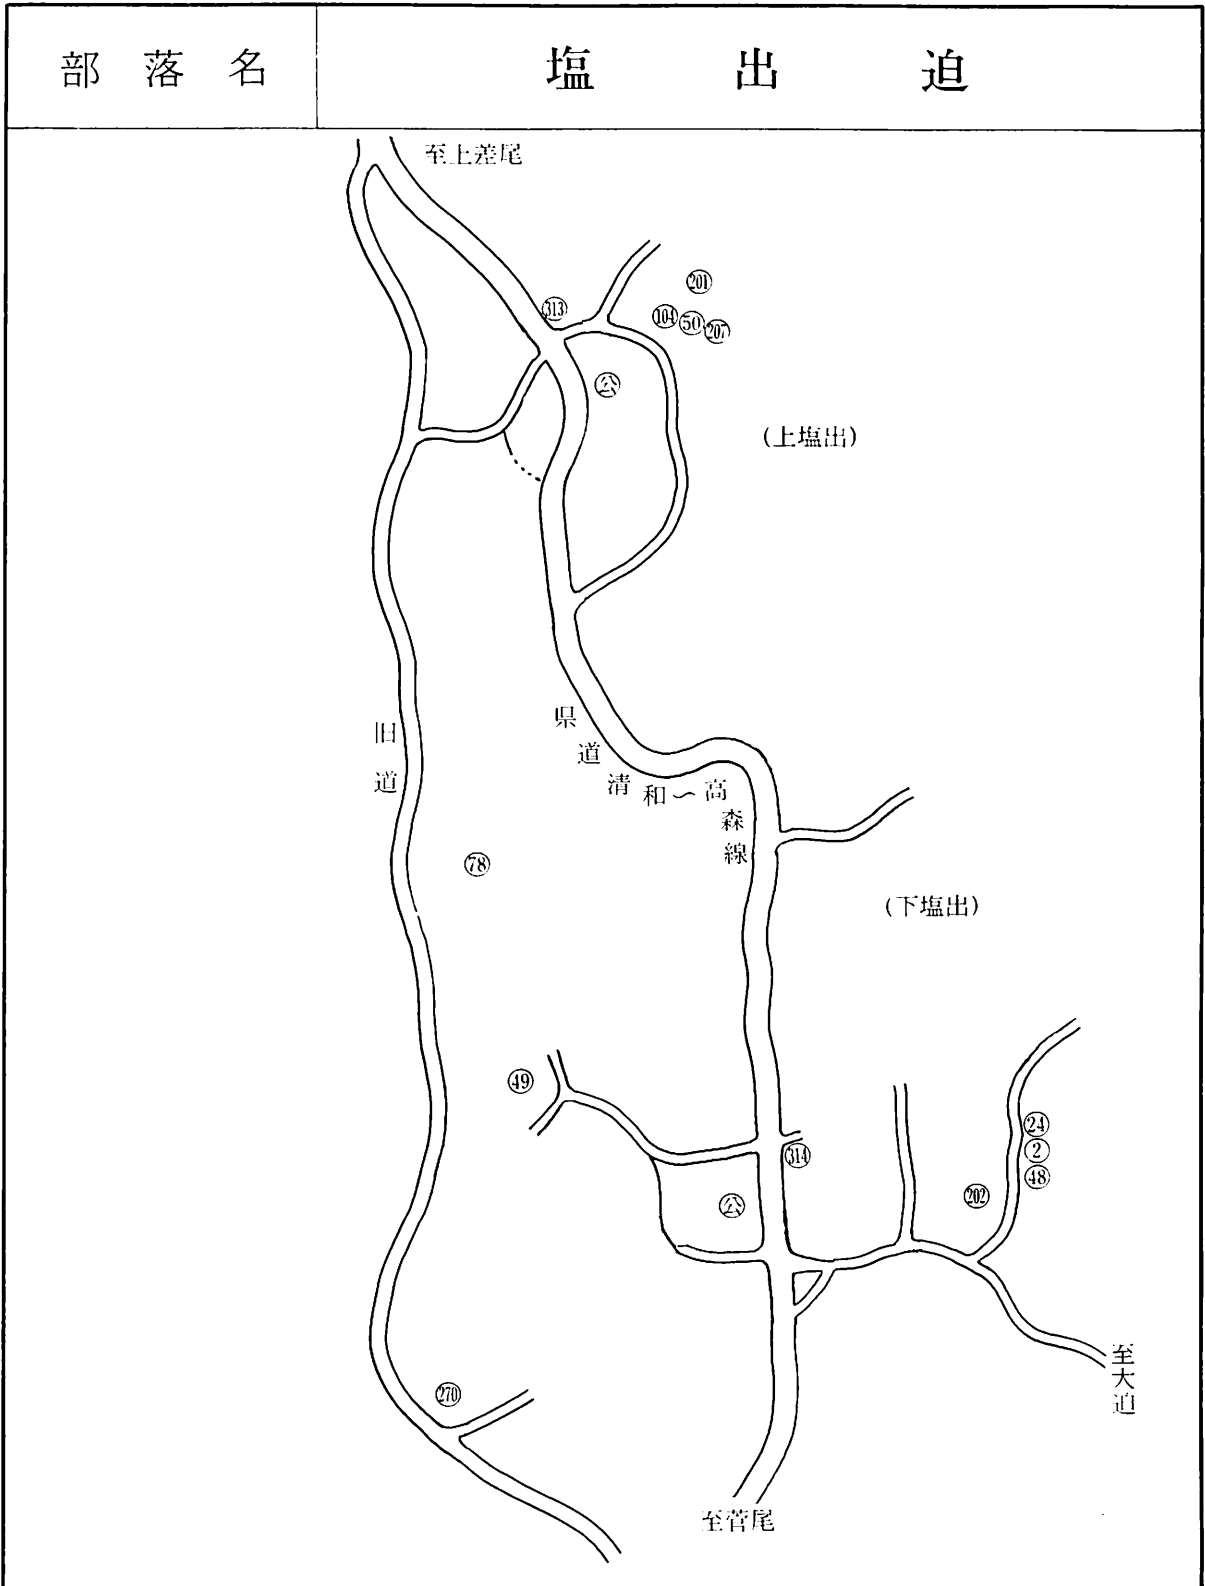 部落名
塩出迫
至上差尾
201
313
104 50 207
公
(上塩出)
旧道
県道清和〜高森線
78
(下塩出)
49
24
2
48
314
202
公
至大迫
270
至菅尾